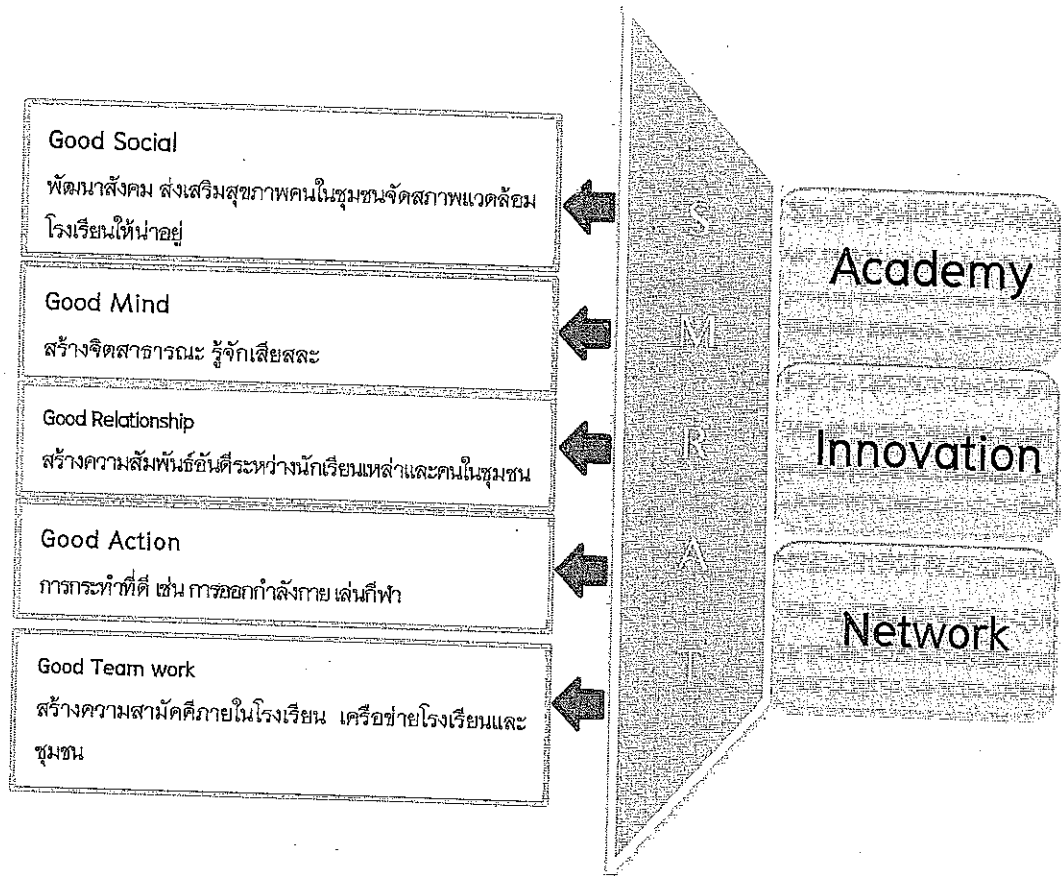 Good Social
พัฒนาสังคม ส่งเสริมสุขภาพคนในชุมชนจัดสภาพแวดล้อม
โรงเรียนให้น่าอยู่
Good Mind
สร้างจิตสาธารณะ รู้จักเสียสละ
Good Relationship
สร้างความสัมพันธ์อันดีระหว่างนักเรียนเหล่าและคนในชุมชน
Good Action
การกระทำที่ดี เช่น การออกกำลังกาย เล่นกีฬา
Good Team work
สร้างความสามัคคีภายในโรงเรียน เครือข่ายโรงเรียนและ
ชุมชน
S
M
R
A
T
Academy
Innovation
Network